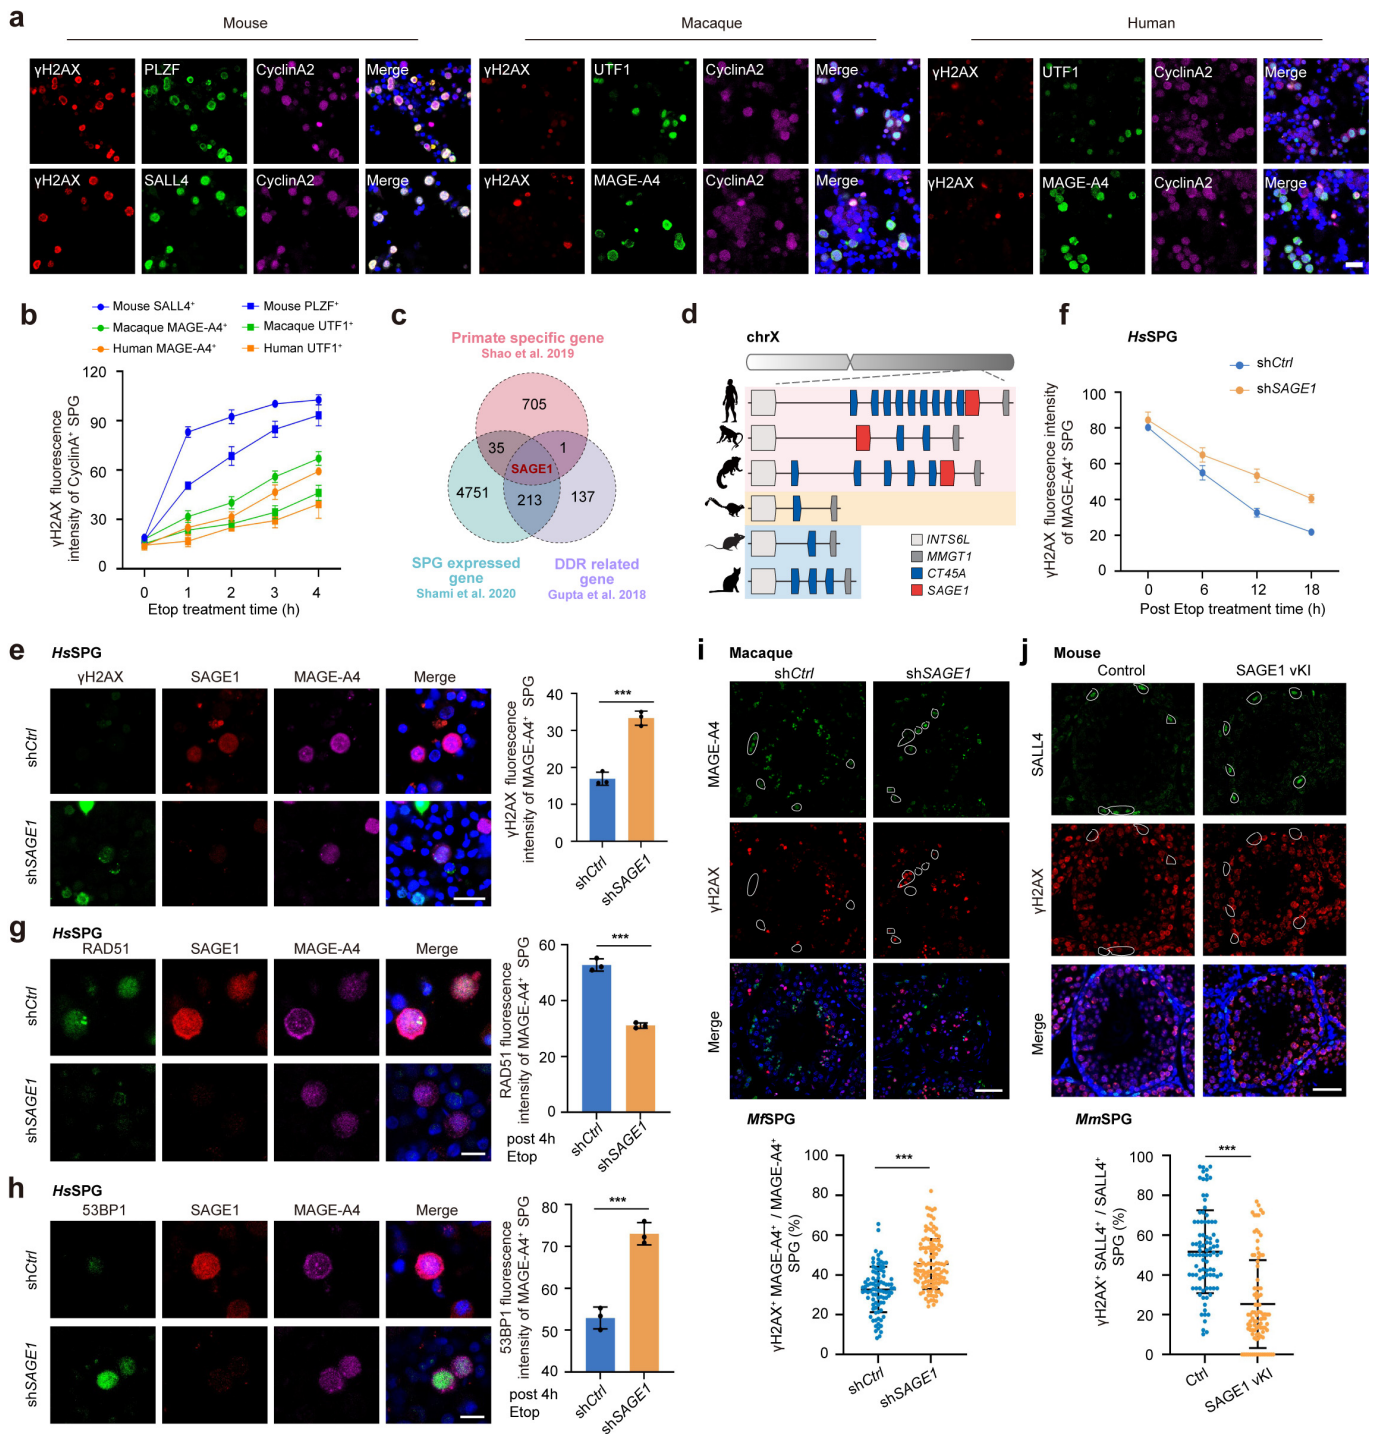 a
Mouse
Macaque
Human
γH2AX
PLZF
CyclinA2
Merge
γH2AX
UTF1
CyclinA2
Merge
γH2AX
UTF1
CyclinA2
Merge
γH2AX
SALL4
CyclinA2
Merge
γH2AX
MAGE-A4
CyclinA2
Merge
γH2AX
MAGE-A4
CyclinA2
Merge
b
Mouse SALL4⁺
Mouse PLZF⁺
Macaque MAGE-A4⁺
Macaque UTF1⁺
Human MAGE-A4⁺
Human UTF1⁺
γH2AX fluorescence
intensity of CyclinA⁺ SPG
120
90
60
30
0
0 1 2 3 4
Etop treatment time (h)
c
Primate specific gene
Shao et al. 2019
705
35
1
SAGE1
4751
213
137
SPG expressed
gene
Shami et al. 2020
DDR related
gene
Gupta et al. 2018
d
chrX
INTS6L
MMGT1
CT45A
SAGE1
f
HsSPG
shCtrl
shSAGE1
γH2AX fluorescence intensity
of MAGE-A4⁺ SPG
100
80
60
40
20
0
0 6 12 18
Post Etop treatment time (h)
e
HsSPG
γH2AX
SAGE1
MAGE-A4
Merge
shCtrl
shSAGE1
γH2AX fluorescence
intensity of MAGE-A4⁺ SPG
40
30
20
10
0
***
shCtrl
shSAGE1
g
HsSPG
RAD51
SAGE1
MAGE-A4
Merge
shCtrl
shSAGE1
RAD51 fluorescence
intensity of MAGE-A4⁺ SPG
60
40
20
0
***
post 4h
Etop
shCtrl
shSAGE1
h
HsSPG
53BP1
SAGE1
MAGE-A4
Merge
shCtrl
shSAGE1
53BP1 fluorescence
intensity of MAGE-A4⁺ SPG
80
70
60
50
40
***
post 4h
Etop
shCtrl
shSAGE1
i
Macaque
shCtrl
shSAGE1
MAGE-A4
γH2AX
Merge
MfSPG
γH2AX⁺ MAGE-A4⁺ / MAGE-A4⁺
SPG (%)
100
80
60
40
20
0
***
shCtrl
shSAGE1
j
Mouse
Control
SAGE1 vKI
SALL4
γH2AX
Merge
MmSPG
γH2AX⁺ SALL4⁺ / SALL4⁺
SPG (%)
100
80
60
40
20
0
***
Ctrl
SAGE1 vKI